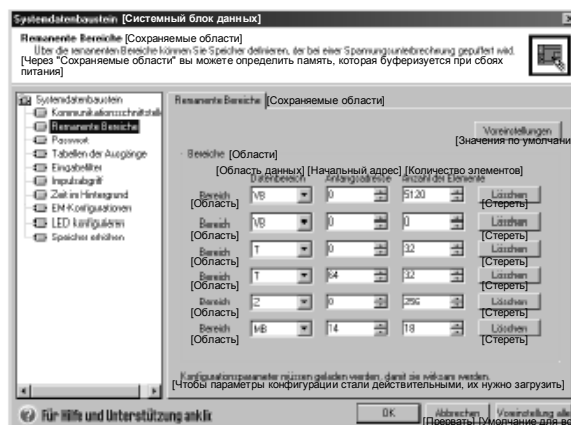 Systemdatenbaustein [Системный блок данных]
Remanente Bereiche [Сохраняемые области]
Über die remanenten Bereiche können Sie Speicher definieren, der bei einer Spannungsunterbrechung gepuffert wird.
[Через "Сохраняемые области" вы можете определить память, которая буферизуется при сбоях
питания]
Systemdatenbaustein
Kommunikationsschnittstell
Remanente Bereiche
Passwort
Tabellen der Ausgänge
Eingabefilter
Impulsabgriff
Zeit im Hintergrund
EM-Konfigurationen
LED konfigurieren
Speicher erhöhen
Remanente Bereiche [Сохраняемые области]
Voreinstellungen
[Значения по умолчани
Bereiche [Области]
[Область данных] [Начальный адрес] [Количество элементов]
Datenbereich Anfangsadresse Anzahl der Elemente
Bereich VB 0 5120 Löschen
[Область] [Стереть]
Bereich VB 0 0 Löschen
[Область] [Стереть]
Bereich T 0 32 Löschen
[Область] [Стереть]
Bereich T 64 32 Löschen
[Область] [Стереть]
Bereich Z 0 256 Löschen
[Область] [Стереть]
Bereich MB 14 18 Löschen
[Область] [Стереть]
Konfigurationsparameter müssen geladen werden, damit sie wirksam werden.
[Чтобы параметры конфигурации стали действительными, их нужно загрузить]
Für Hilfe und Unterstützung anklic
OK Abbrechen Voreinstellung alle
[Прервать] [Умолчание для вс